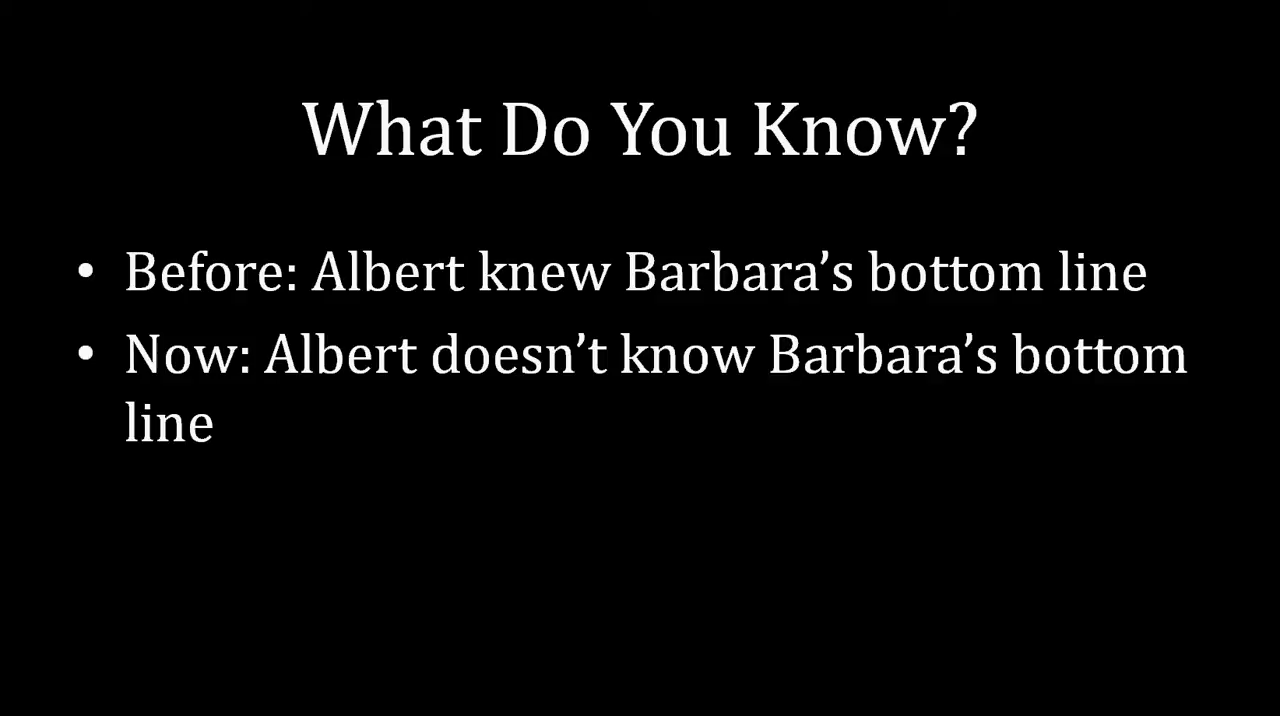 What Do You Know?
• Before: Albert knew Barbara’s bottom line
• Now: Albert doesn’t know Barbara’s bottom
line